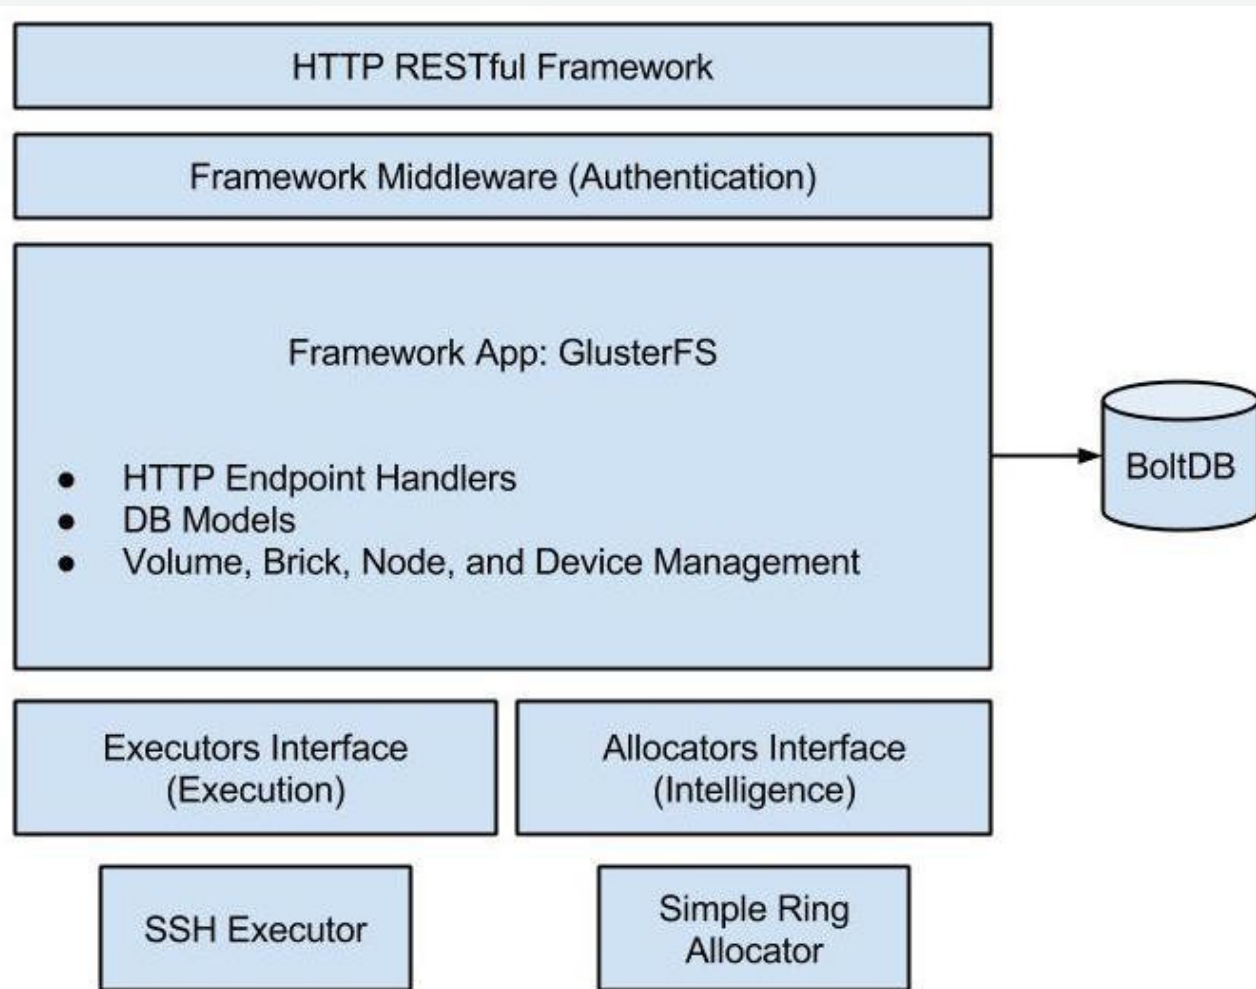 HTTP RESTful Framework
Framework Middleware (Authentication)
Framework App: GlusterFS
● HTTP Endpoint Handlers
● DB Models
● Volume, Brick, Node, and Device Management
BoltDB
Executors Interface
(Execution)
Allocators Interface
(Intelligence)
SSH Executor
Simple Ring
Allocator